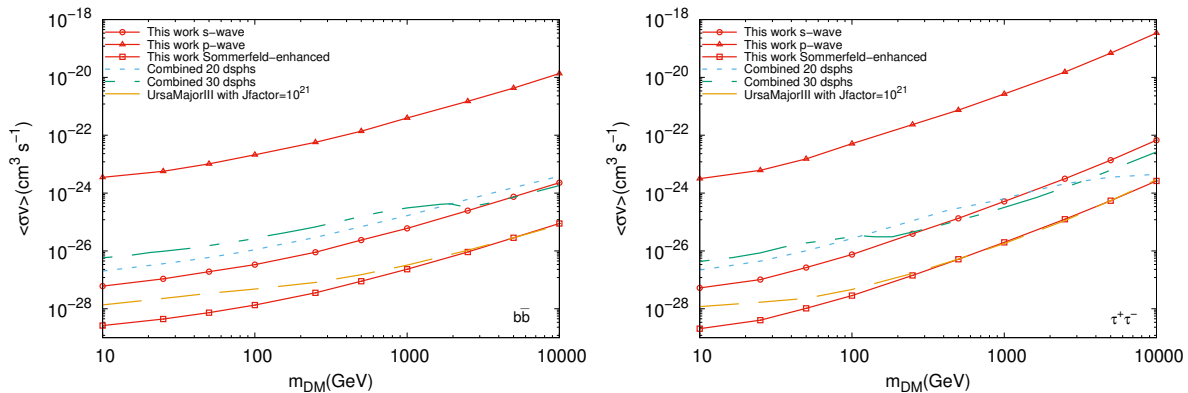 10^-18
10^-20
10^-22
10^-24
10^-26
10^-28
<σv>(cm³ s⁻¹)
This work s−wave
This work p−wave
This work Sommerfeld−enhanced
Combined 20 dsphs
Combined 30 dsphs
UrsaMajorIII with Jfactor=10^21
bb̅
10 100 1000 10000
m_DM(GeV)
10^-18
10^-20
10^-22
10^-24
10^-26
10^-28
<σv>(cm³ s⁻¹)
This work s−wave
This work p−wave
This work Sommerfeld−enhanced
Combined 20 dsphs
Combined 30 dsphs
UrsaMajorIII with Jfactor=10^21
τ⁺τ⁻
10 100 1000 10000
m_DM(GeV)